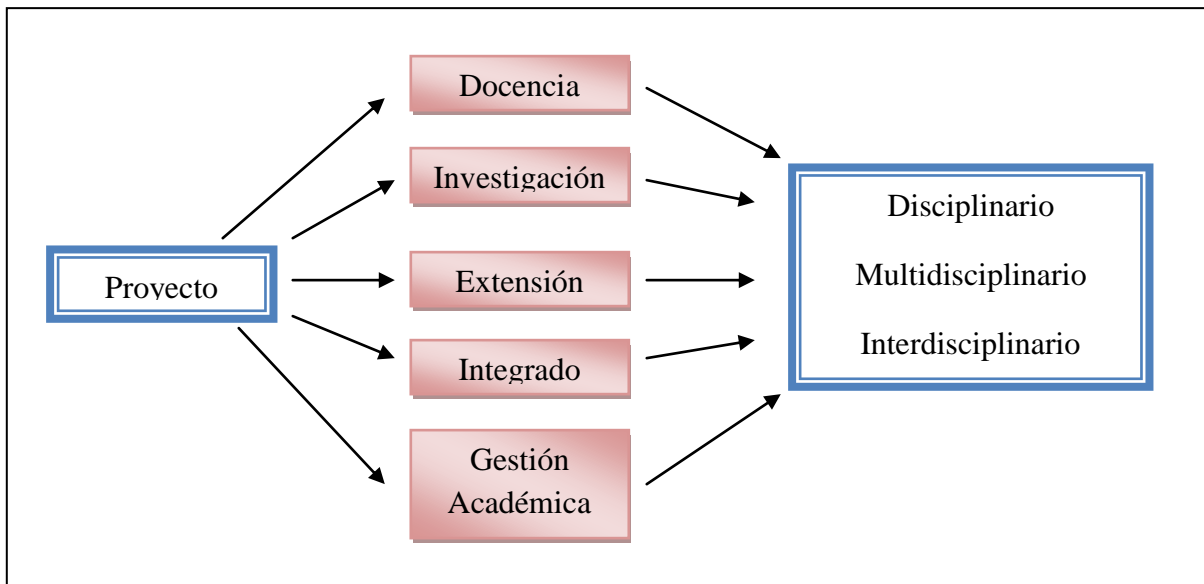 Proyecto
Docencia
Investigación
Extensión
Integrado
Gestión
Académica
Disciplinario
Multidisciplinario
Interdisciplinario